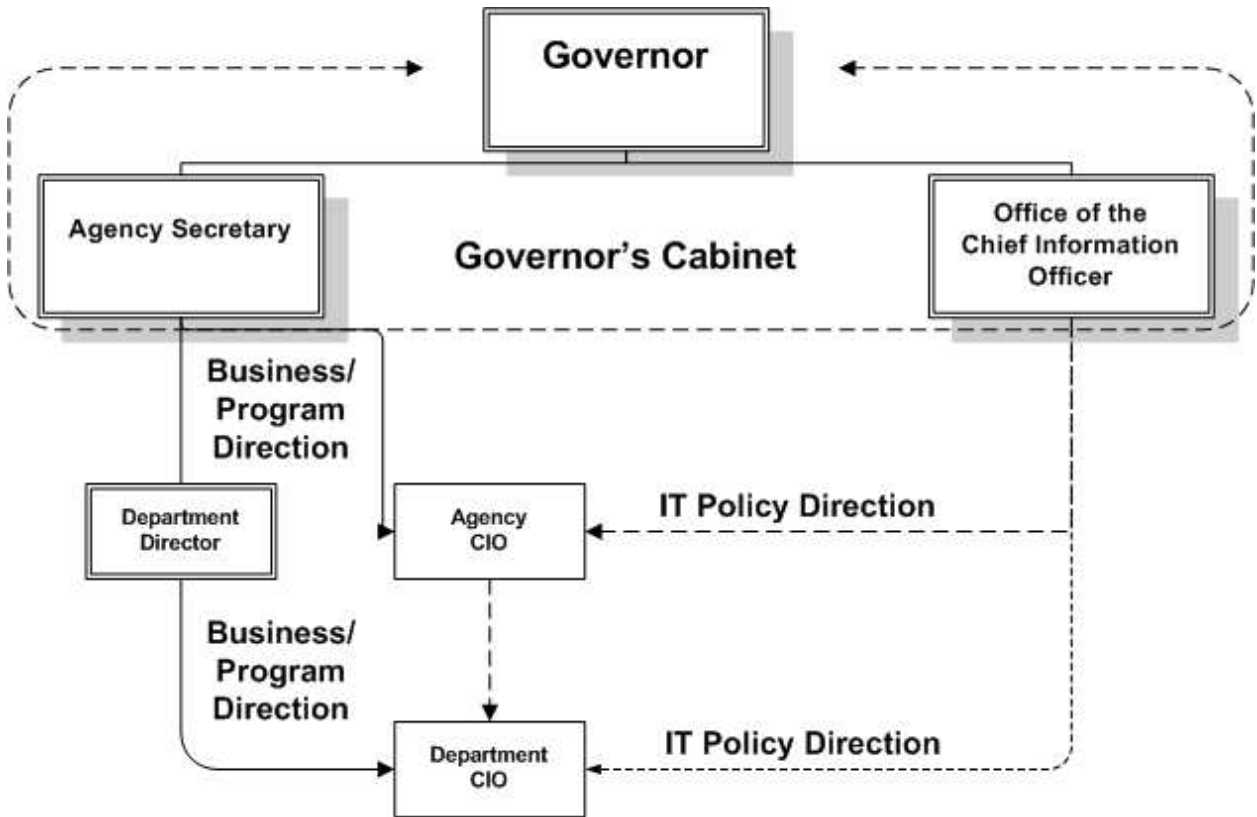 Governor
Agency Secretary
Governor's Cabinet
Office of the
Chief Information
Officer
Business/
Program
Direction
Department
Director
Agency
CIO
IT Policy Direction
Business/
Program
Direction
Department
CIO
IT Policy Direction